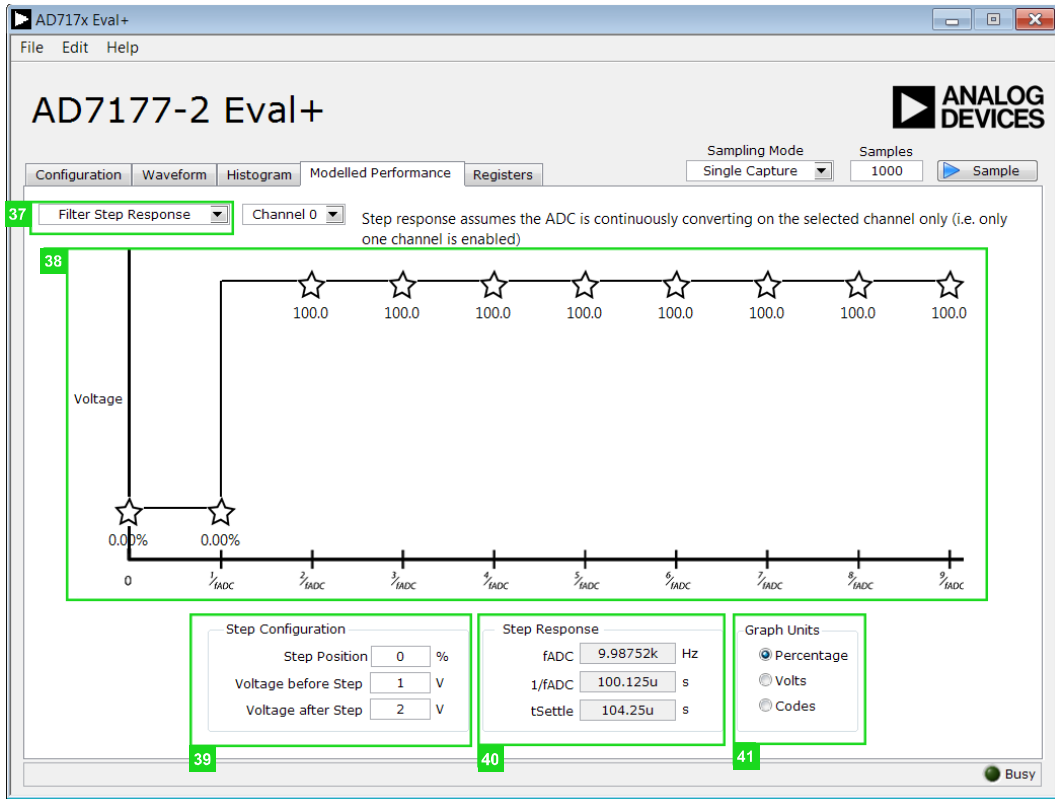 AD717x Eval+
File Edit Help
AD7177-2 Eval+
ANALOG
DEVICES
Sampling Mode
Samples
Configuration
Waveform
Histogram
Modelled Performance
Registers
Single Capture
1000
Sample
37
Filter Step Response
Channel 0
Step response assumes the ADC is continuously converting on the selected channel only (i.e. only
one channel is enabled)
38
100.0 100.0 100.0 100.0 100.0 100.0 100.0 100.0
Voltage
0.00% 0.00%
0 1/fADC 2/fADC 3/fADC 4/fADC 5/fADC 6/fADC 7/fADC 8/fADC 9/fADC
Step Configuration
Step Position 0 %
Voltage before Step 1 V
Voltage after Step 2 V
39
Step Response
fADC 9.98752k Hz
1/fADC 100.125u s
tSettle 104.25u s
40
Graph Units
Percentage
Volts
Codes
41
Busy